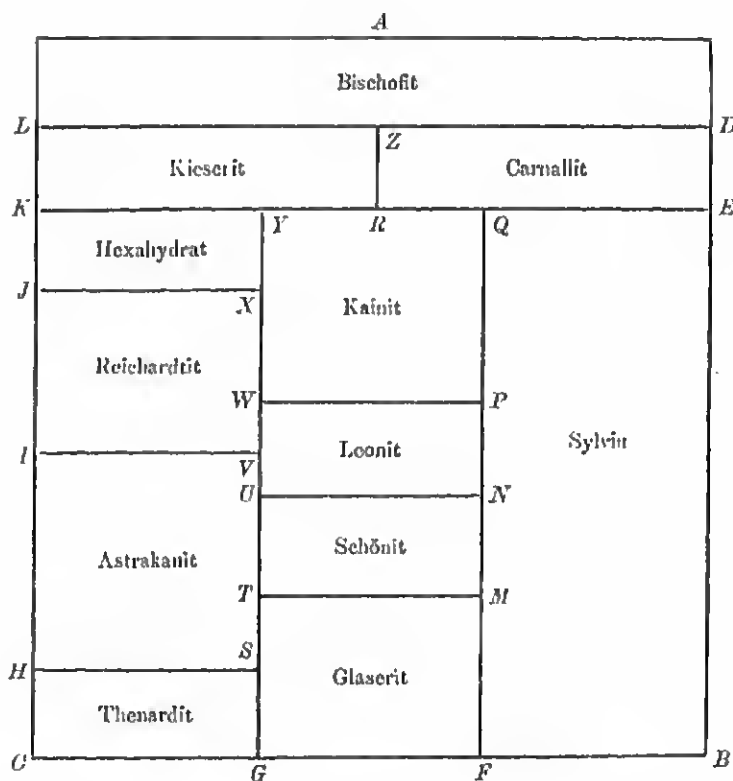 A
Bischofit
L
D
Z
Kieserit
Carnallit
K
E
Y
R
Q
Hexahydrat
J
X
Kainit
Reichardtit
W
P
Sylvin
I
V
Leonit
U
N
Schönit
Astrakanit
T
M
S
H
Glaserit
Thenardit
C
G
F
B